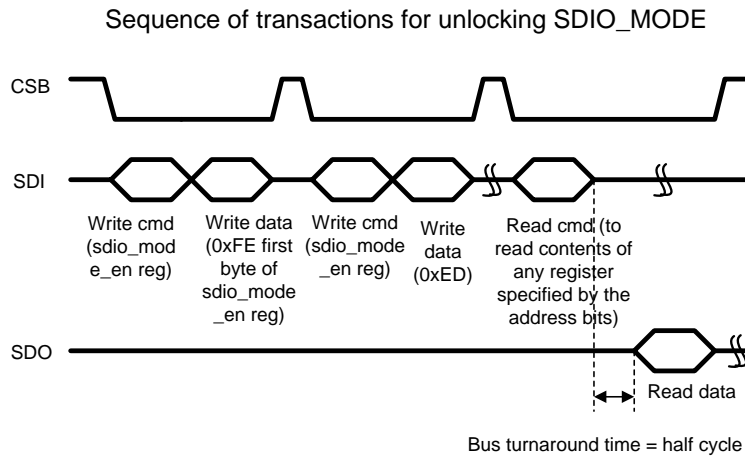 Sequence of transactions for unlocking SDIO_MODE
CSB
SDI
Write cmd
(sdio_mod
e_en reg)
Write data
(0xFE first
byte of
sdio_mode
_en reg)
Write cmd
(sdio_mode
_en reg)
Write
data
(0xED)
Read cmd (to
read contents of
any register
specified by the
address bits)
SDO
Read data
Bus turnaround time = half cycle